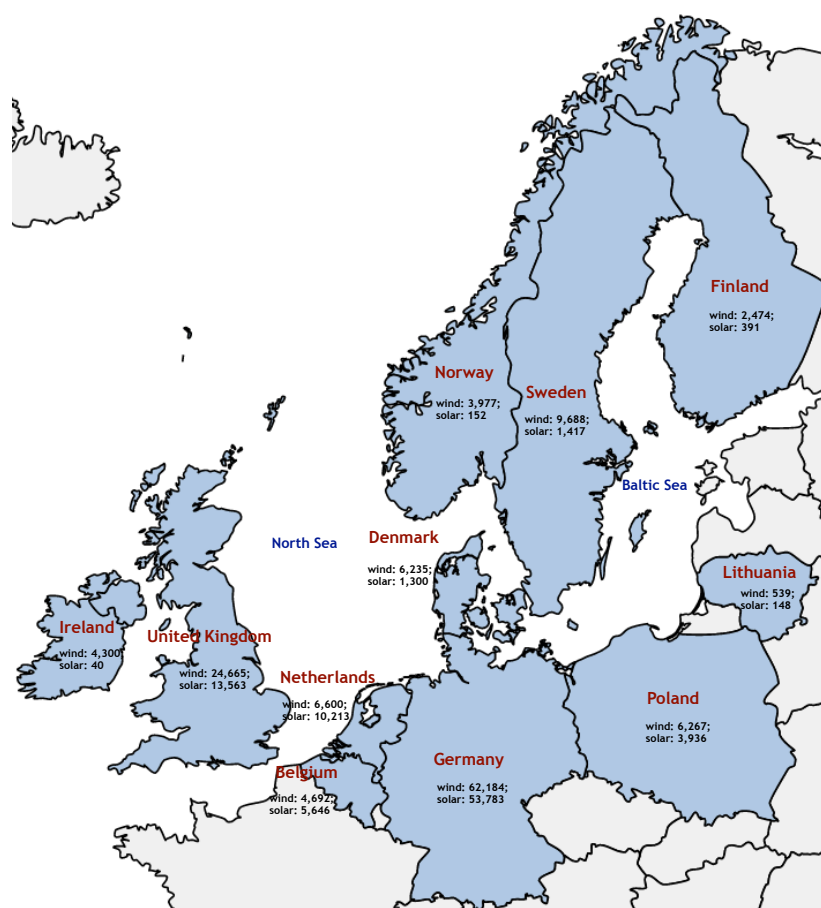 Finland
wind: 2,474;
solar: 391
Norway
wind: 3,977;
solar: 152
Sweden
wind: 9,688;
solar: 1,417
Baltic Sea
North Sea
Denmark
wind: 6,235;
solar: 1,300
Lithuania
wind: 539;
solar: 148
Ireland
wind: 4,300;
solar: 40
United Kingdom
wind: 24,665;
solar: 13,563
Netherlands
wind: 6,600;
solar: 10,213
Poland
wind: 6,267;
solar: 3,936
Germany
wind: 62,184;
solar: 53,783
Belgium
wind: 4,692;
solar: 5,646